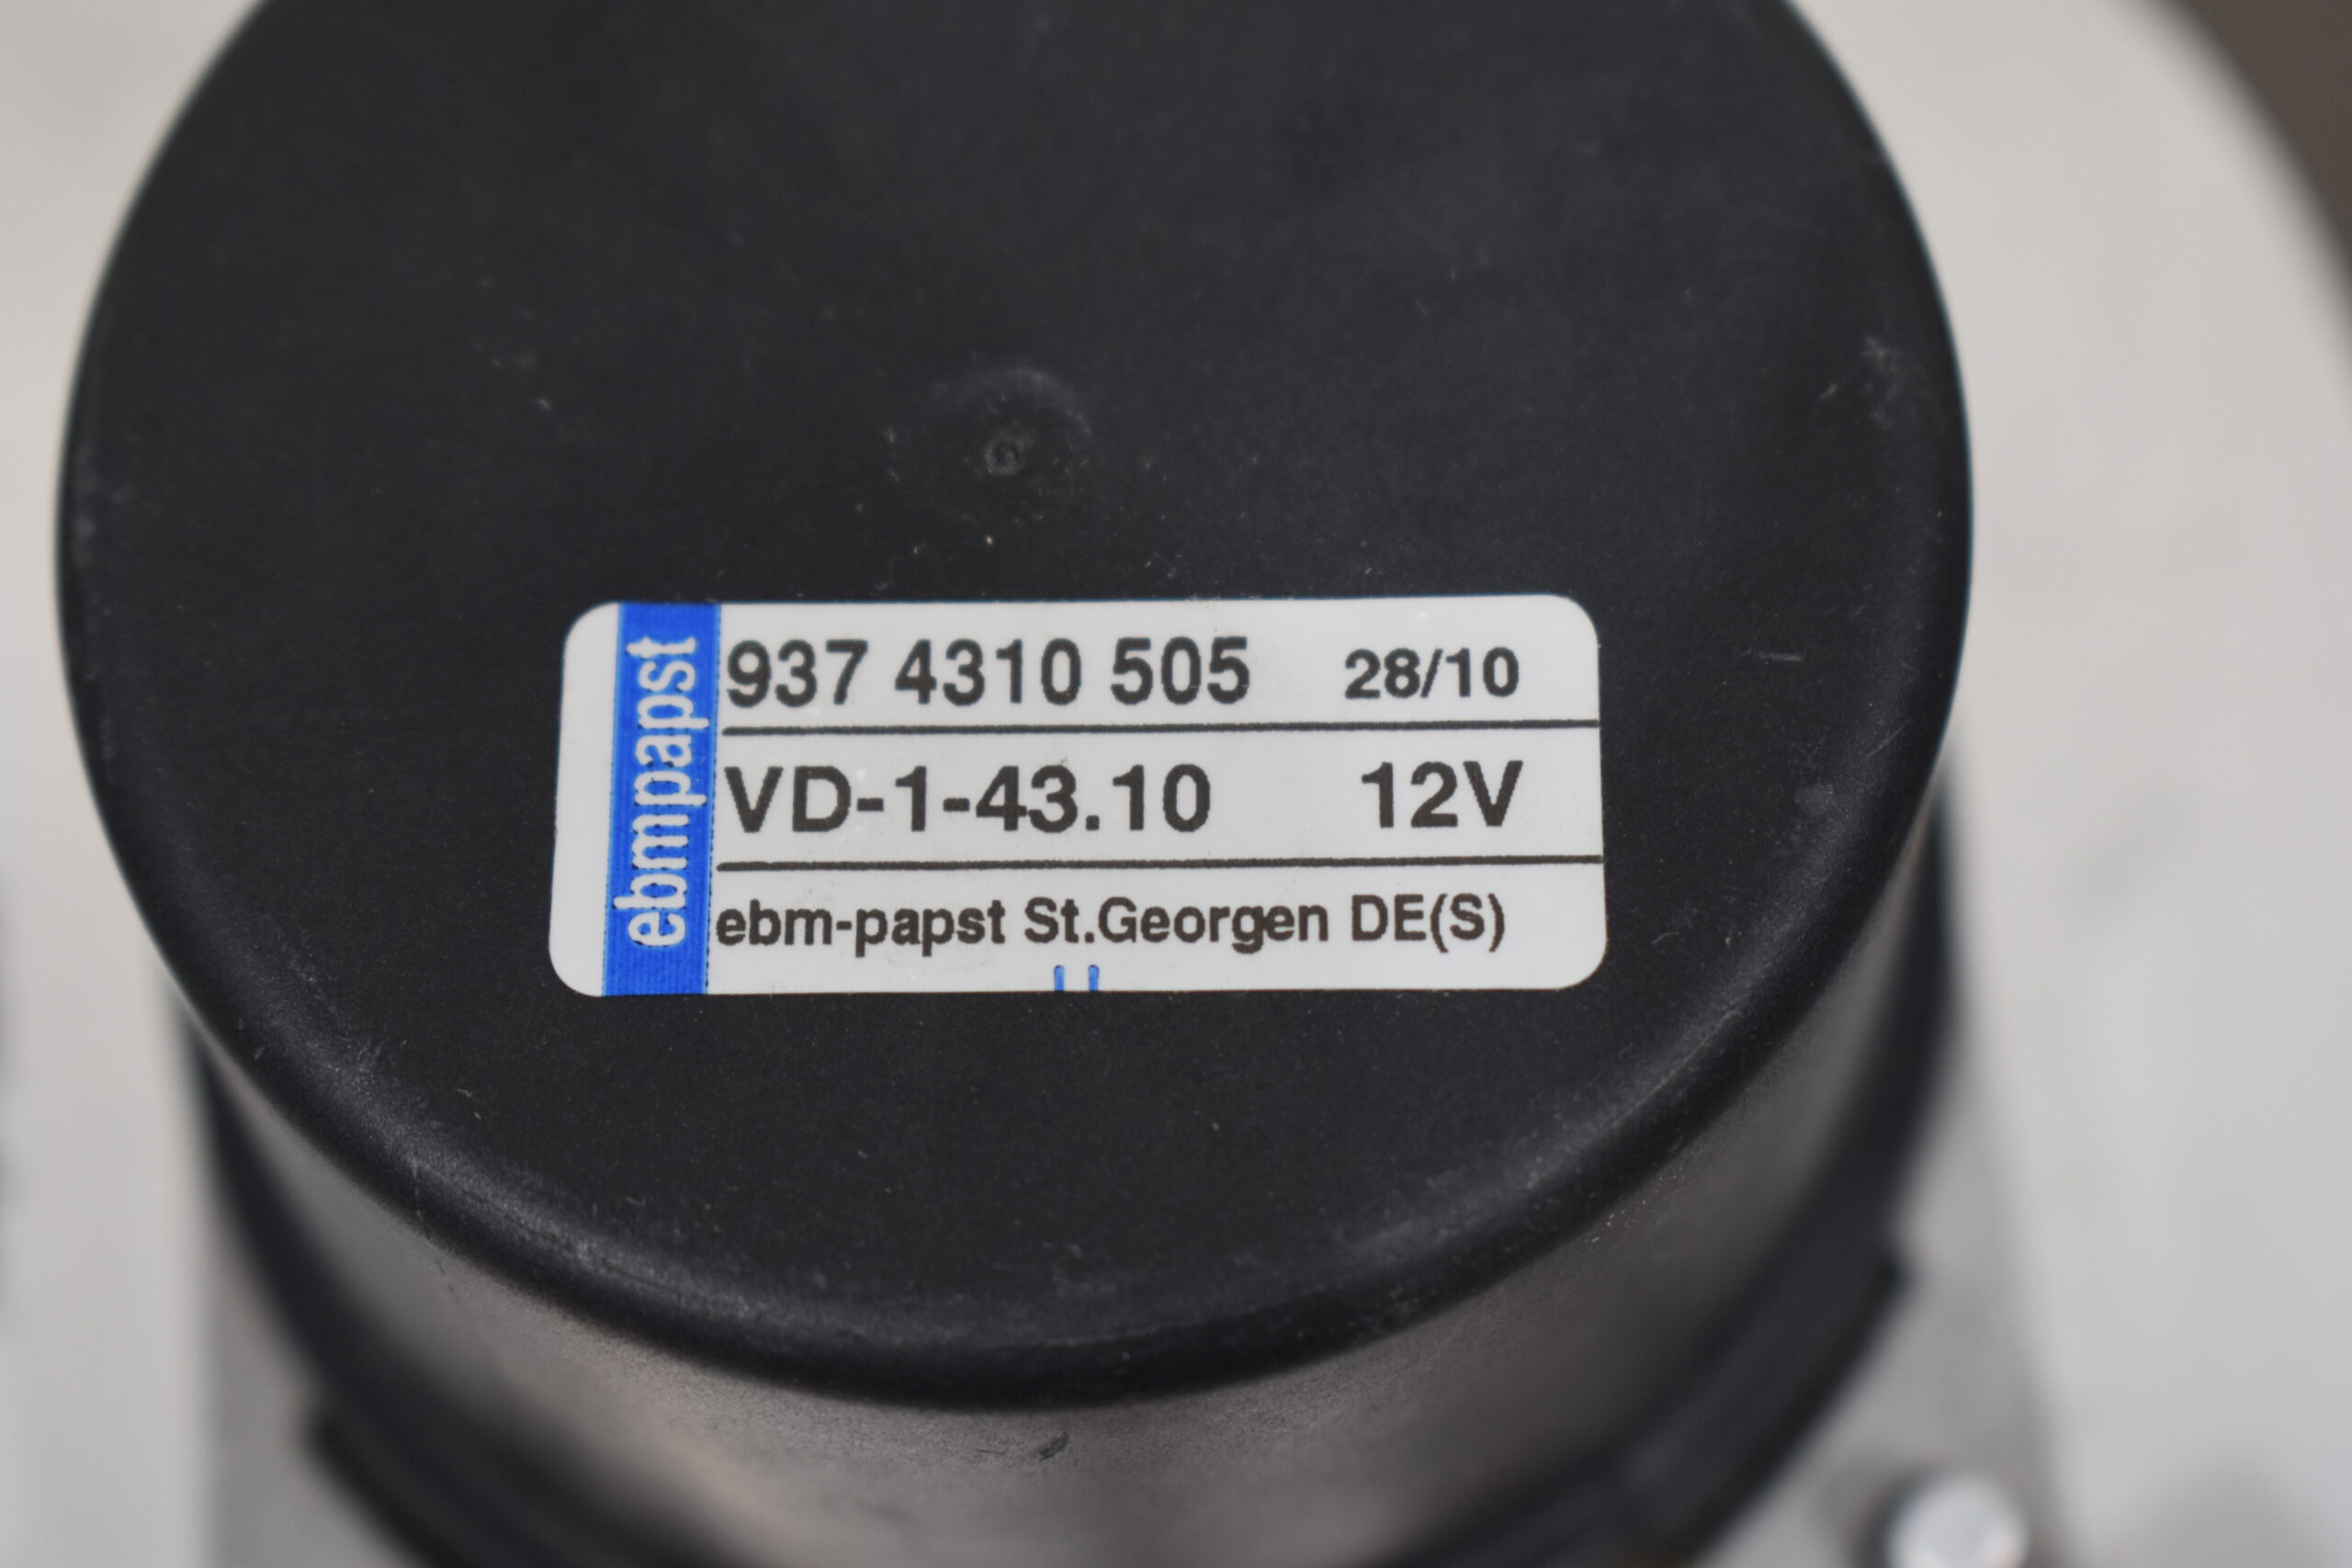 ebmpapst
937 4310 505 28/10
VD-1-43.10 12V
ebm-papst St.Georgen DE(S)